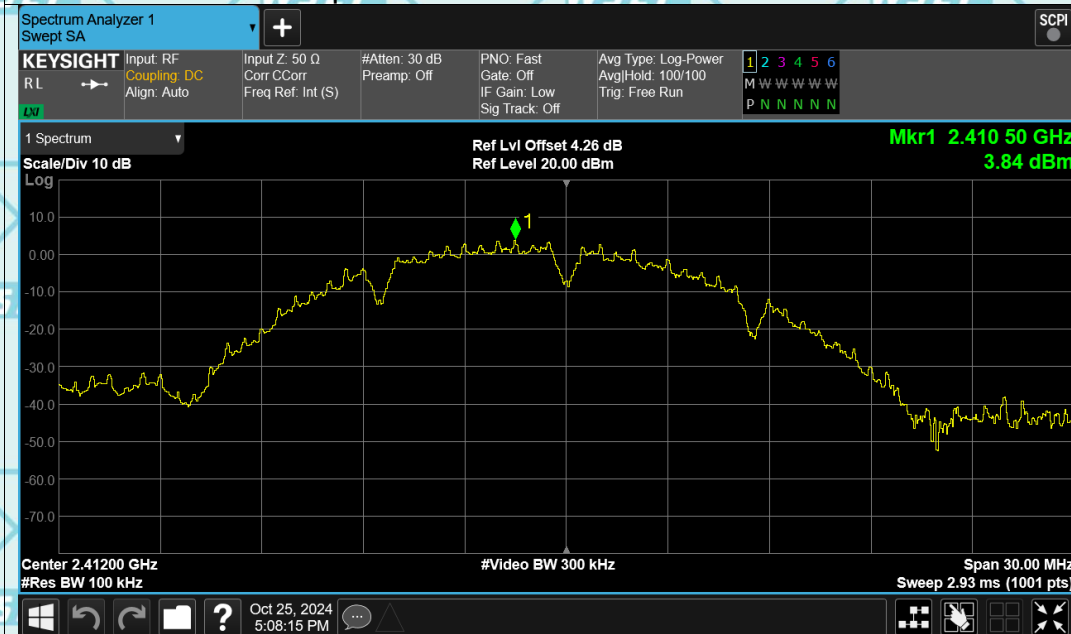 Spectrum Analyzer 1
Swept SA
+
SCPI
KEYSIGHT
R L
LXI
Input: RF
Coupling: DC
Align: Auto
Input Z: 50 Ω
Corr CCorr
Freq Ref: Int (S)
#Atten: 30 dB
Preamp: Off
PNO: Fast
Gate: Off
IF Gain: Low
Sig Track: Off
Avg Type: Log-Power
Avg|Hold: 100/100
Trig: Free Run
1 2 3 4 5 6
M W W W W W
P N N N N N
1 Spectrum
Scale/Div 10 dB
Log
Ref Lvl Offset 4.26 dB
Ref Level 20.00 dBm
Mkr1 2.410 50 GHz
3.84 dBm
1
10.0
0.00
-10.0
-20.0
-30.0
-40.0
-50.0
-60.0
-70.0
Center 2.41200 GHz
#Res BW 100 kHz
#Video BW 300 kHz
Span 30.00 MHz
Sweep 2.93 ms (1001 pts)
?
Oct 25, 2024
5:08:15 PM